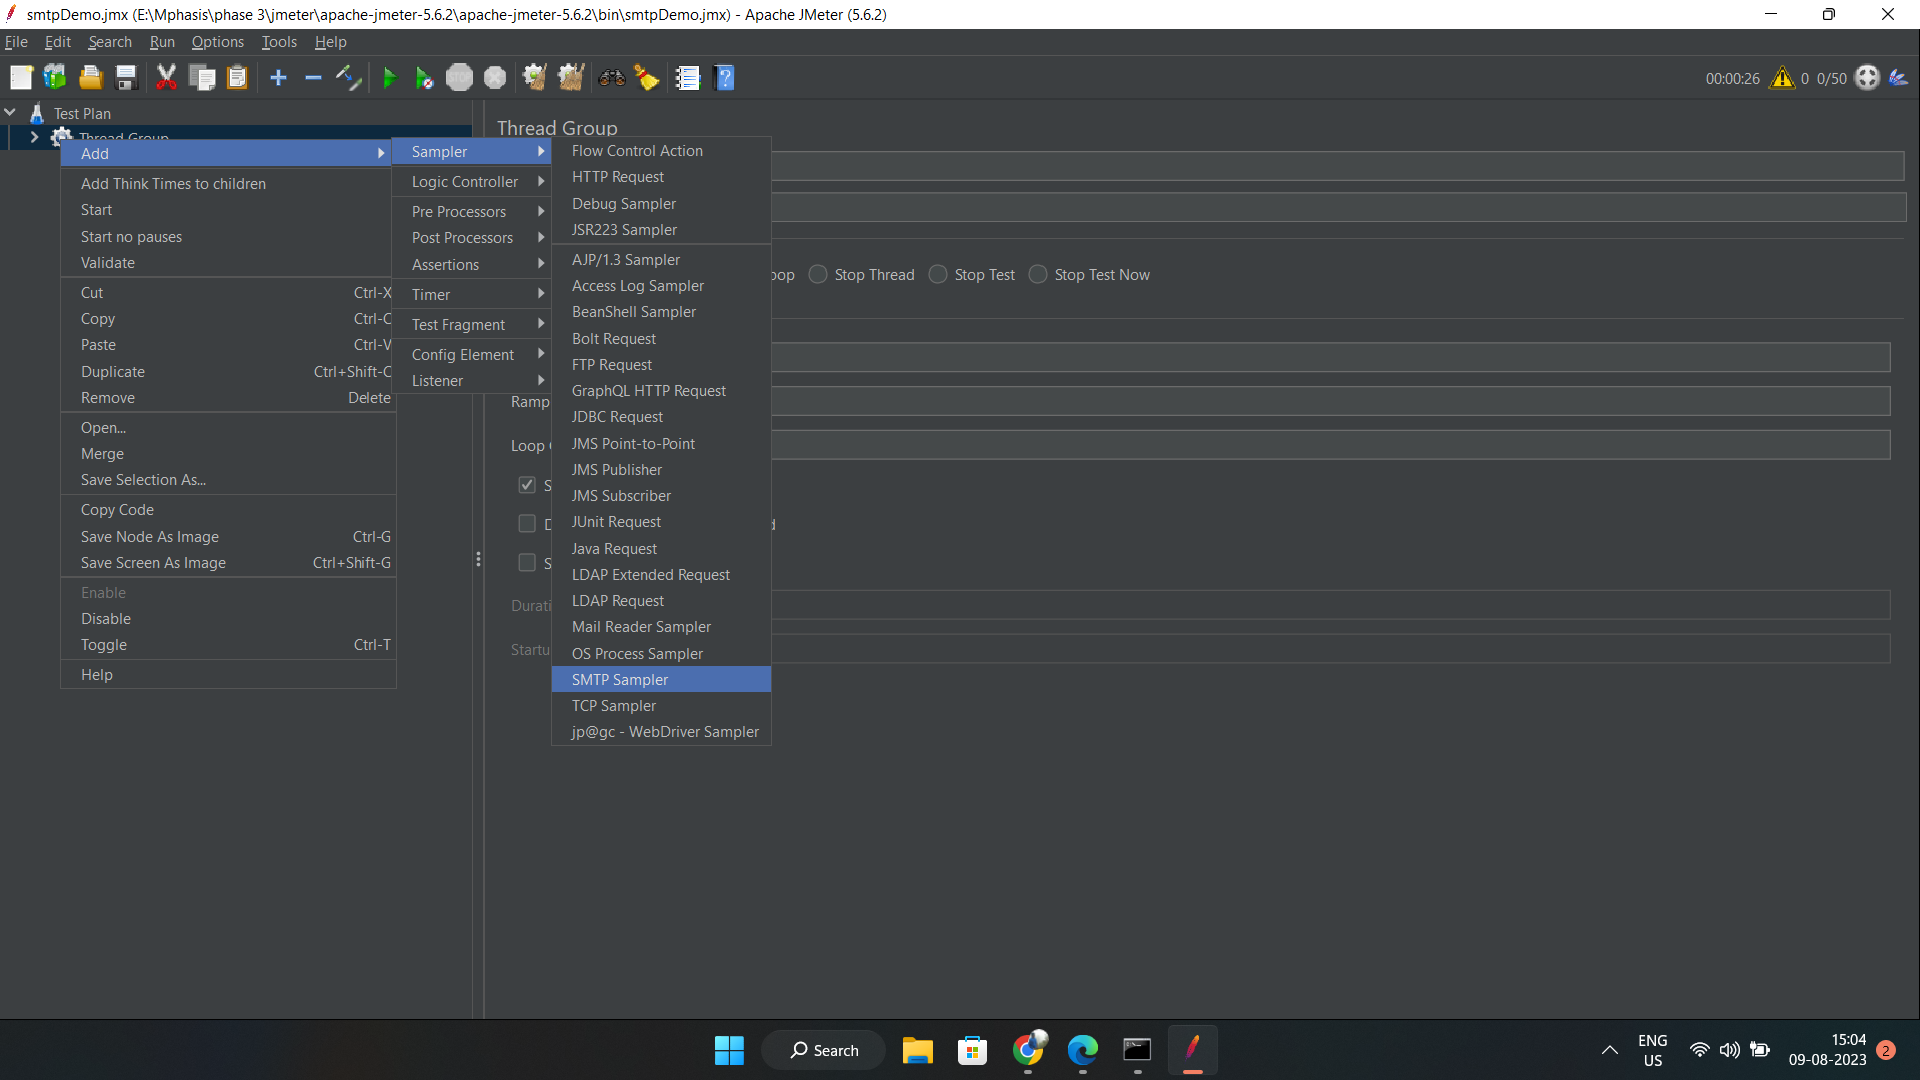 smtpDemo.jmx (E:\Mphasis\phase 3\jmeter\apache-jmeter-5.6.2\apache-jmeter-5.6.2\bin\smtpDemo.jmx) - Apache JMeter (5.6.2)
File Edit Search Run Options Tools Help
STOP
00:00:26 0 0/50
Test Plan
Thread Group
Thread Group
Add
Add Think Times to children
Start
Start no pauses
Validate
Cut Ctrl-X
Copy Ctrl-C
Paste Ctrl-V
Duplicate Ctrl+Shift-C
Remove Delete
Open...
Merge
Save Selection As...
Copy Code
Save Node As Image Ctrl-G
Save Screen As Image Ctrl+Shift-G
Enable
Disable
Toggle Ctrl-T
Help
Sampler
Logic Controller
Pre Processors
Post Processors
Assertions
Timer
Test Fragment
Config Element
Listener
Flow Control Action
HTTP Request
Debug Sampler
JSR223 Sampler
AJP/1.3 Sampler
Access Log Sampler
BeanShell Sampler
Bolt Request
FTP Request
GraphQL HTTP Request
JDBC Request
JMS Point-to-Point
JMS Publisher
JMS Subscriber
JUnit Request
Java Request
LDAP Extended Request
LDAP Request
Mail Reader Sampler
OS Process Sampler
SMTP Sampler
TCP Sampler
jp@gc - WebDriver Sampler
oop Stop Thread Stop Test Stop Test Now
Ramp
Loop
S
D d
S
Durati
Startu
Search
ENG
US
15:04
09-08-2023
2